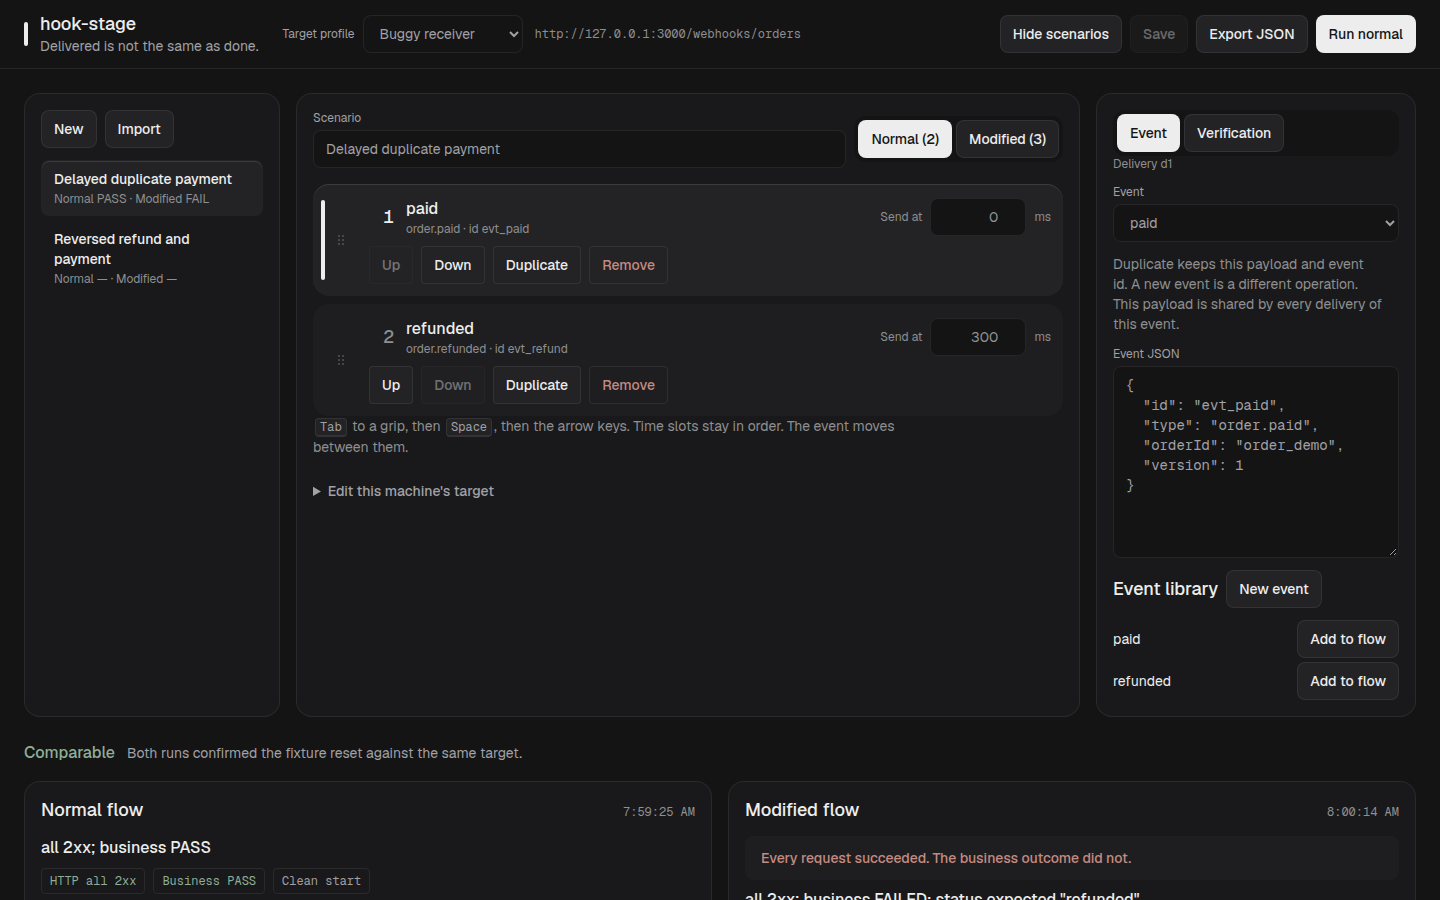 hook-stage
Delivered is not the same as done.
Target profile
Buggy receiver
http://127.0.0.1:3000/webhooks/orders
Hide scenarios
Save
Export JSON
Run normal
New
Import
Delayed duplicate payment
Normal PASS · Modified FAIL
Reversed refund and
payment
Normal — · Modified —
Scenario
Delayed duplicate payment
Normal (2)
Modified (3)
1
paid
order.paid · id evt_paid
Send at
0
ms
Up
Down
Duplicate
Remove
2
refunded
order.refunded · id evt_refund
Send at
300
ms
Up
Down
Duplicate
Remove
Tab to a grip, then Space, then the arrow keys. Time slots stay in order. The event moves
between them.
Edit this machine's target
Event
Verification
Delivery d1
Event
paid
Duplicate keeps this payload and event
id. A new event is a different operation.
This payload is shared by every delivery of
this event.
Event JSON
{
"id": "evt_paid",
"type": "order.paid",
"orderId": "order_demo",
"version": 1
}
Event library
New event
paid
Add to flow
refunded
Add to flow
Comparable
Both runs confirmed the fixture reset against the same target.
Normal flow
7:59:25 AM
all 2xx; business PASS
HTTP all 2xx
Business PASS
Clean start
Modified flow
8:00:14 AM
Every request succeeded. The business outcome did not.
all 2xx; business FAILED: status expected "refunded"